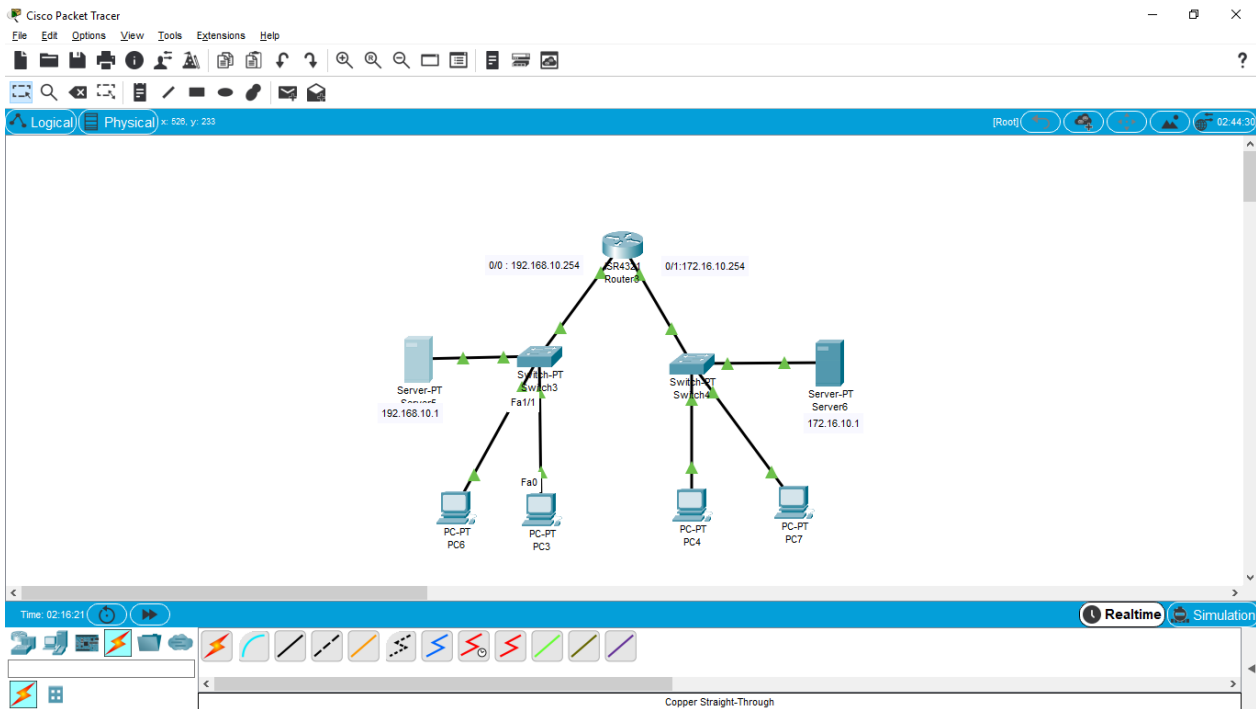 Cisco Packet Tracer
File Edit Options View Tools Extensions Help
?
Logical Physical x: 528, y: 233 [Root] 02:44:30
0/0 : 192.168.10.254
0/1:172.16.10.254
SR4321
Router8
Server-PT
192.168.10.1
Switch-PT
Switch3
Fa1/1
Switch-PT
Switch4
Server-PT
Server6
172.16.10.1
Fa0
PC-PT
PC6
PC-PT
PC3
PC-PT
PC4
PC-PT
PC7
Time: 02:16:21 Realtime Simulation
Copper Straight-Through